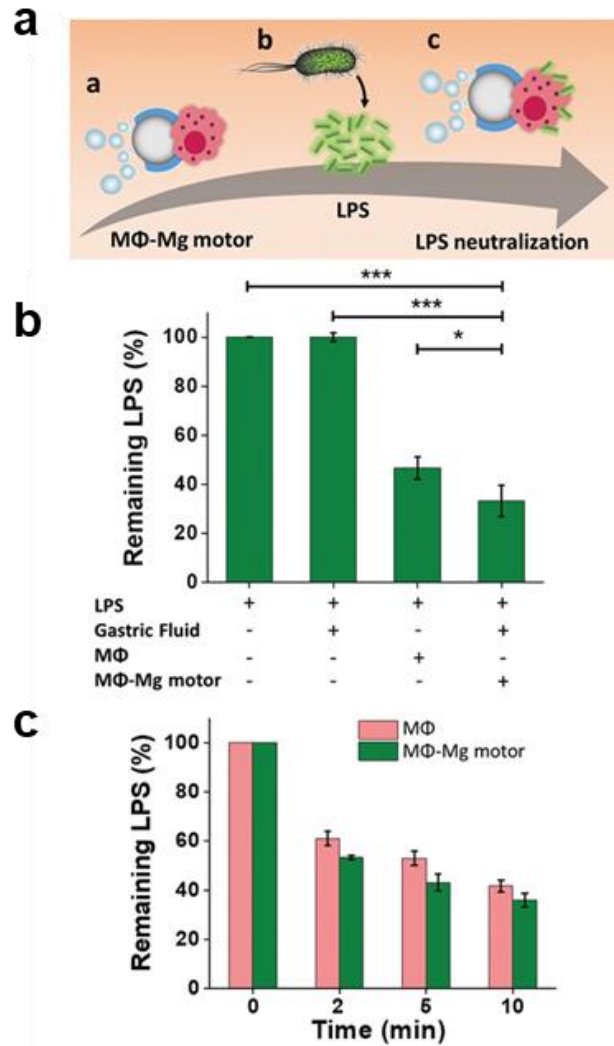 a
a
b
c
LPS
MΦ-Mg motor
LPS neutralization
b
***
***
*
Remaining LPS (%)
100
80
60
40
20
0
LPS + + + +
Gastric Fluid - + - +
MΦ - - + -
MΦ-Mg motor - - - +
c
MΦ
MΦ-Mg motor
Remaining LPS (%)
100
80
60
40
20
0
0 2 5 10
Time (min)